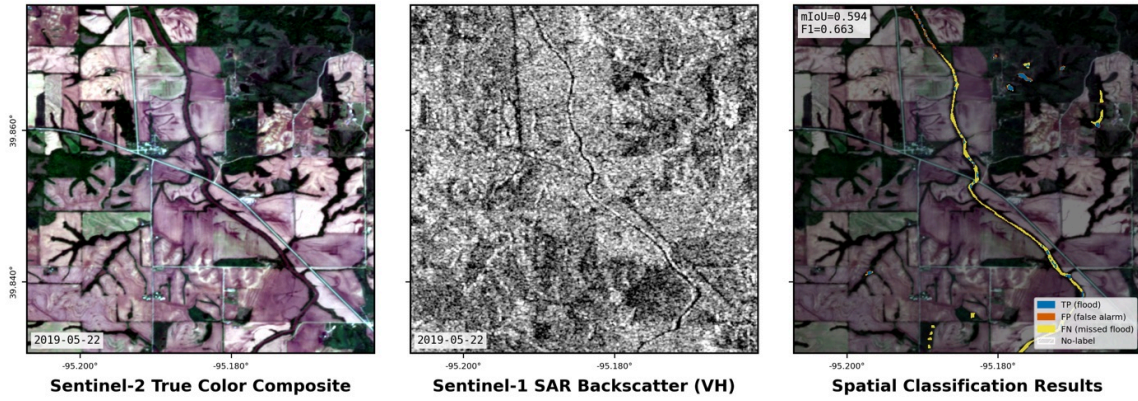 mIoU=0.594
F1=0.663
39.860°
39.840°
2019-05-22
2019-05-22
TP (flood)
FP (false alarm)
FN (missed flood)
No-label
-95.200°
-95.180°
-95.200°
-95.180°
-95.200°
-95.180°
Sentinel-2 True Color Composite
Sentinel-1 SAR Backscatter (VH)
Spatial Classification Results